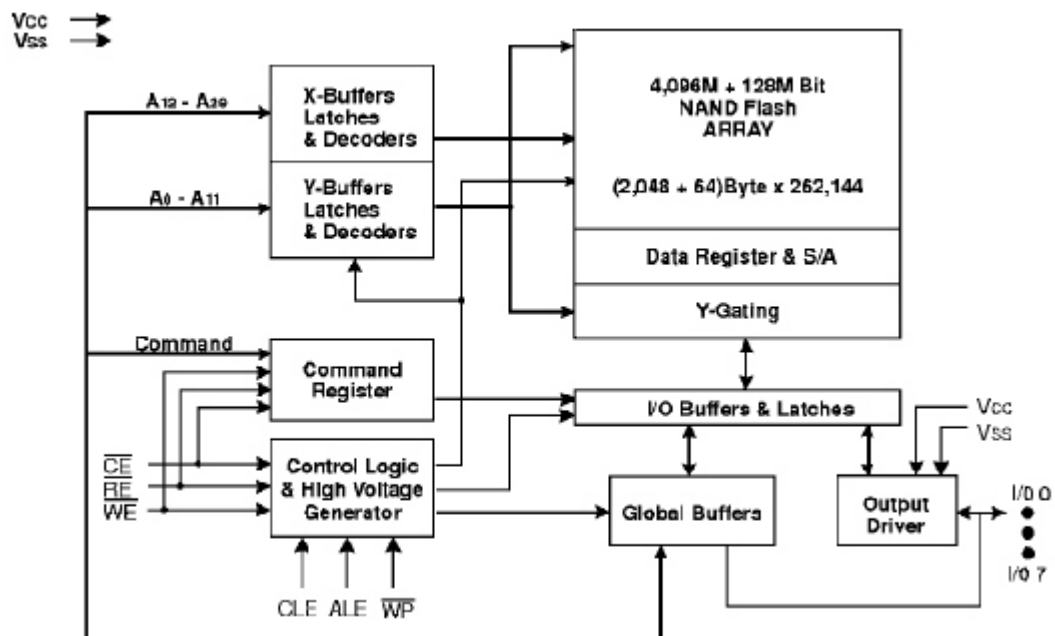 Vcc
Vss
A12 - A29
X-Buffers
Latches
& Decoders
A0 - A11
Y-Buffers
Latches
& Decoders
4,096M + 128M Bit
NAND Flash
ARRAY
(2,048 + 64)Byte x 262,144
Data Register & S/A
Y-Gating
Command
Command
Register
I/O Buffers & Latches
Vcc
Vss
CE
RE
WE
Control Logic
& High Voltage
Generator
Global Buffers
Output
Driver
I/0 0
I/0 7
CLE ALE WP